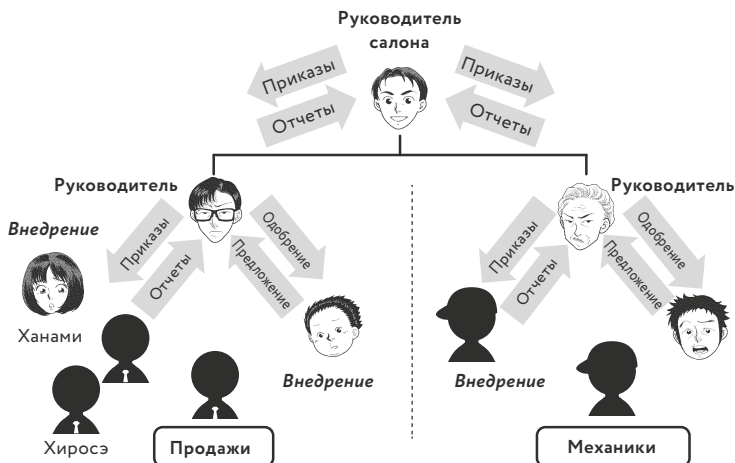 Руководитель
салона
Приказы
Отчеты
Приказы
Отчеты
Руководитель
Внедрение
Приказы
Отчеты
Одобрение
Предложение
Ханами
Внедрение
Хиросэ
Продажи
Руководитель
Приказы
Отчеты
Одобрение
Предложение
Внедрение
Механики